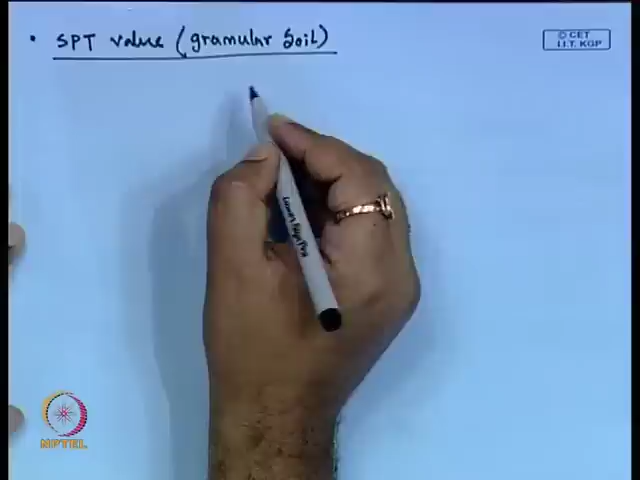 • SPT value (granular Soil)
© CET
I.I.T. KGP
NPTEL